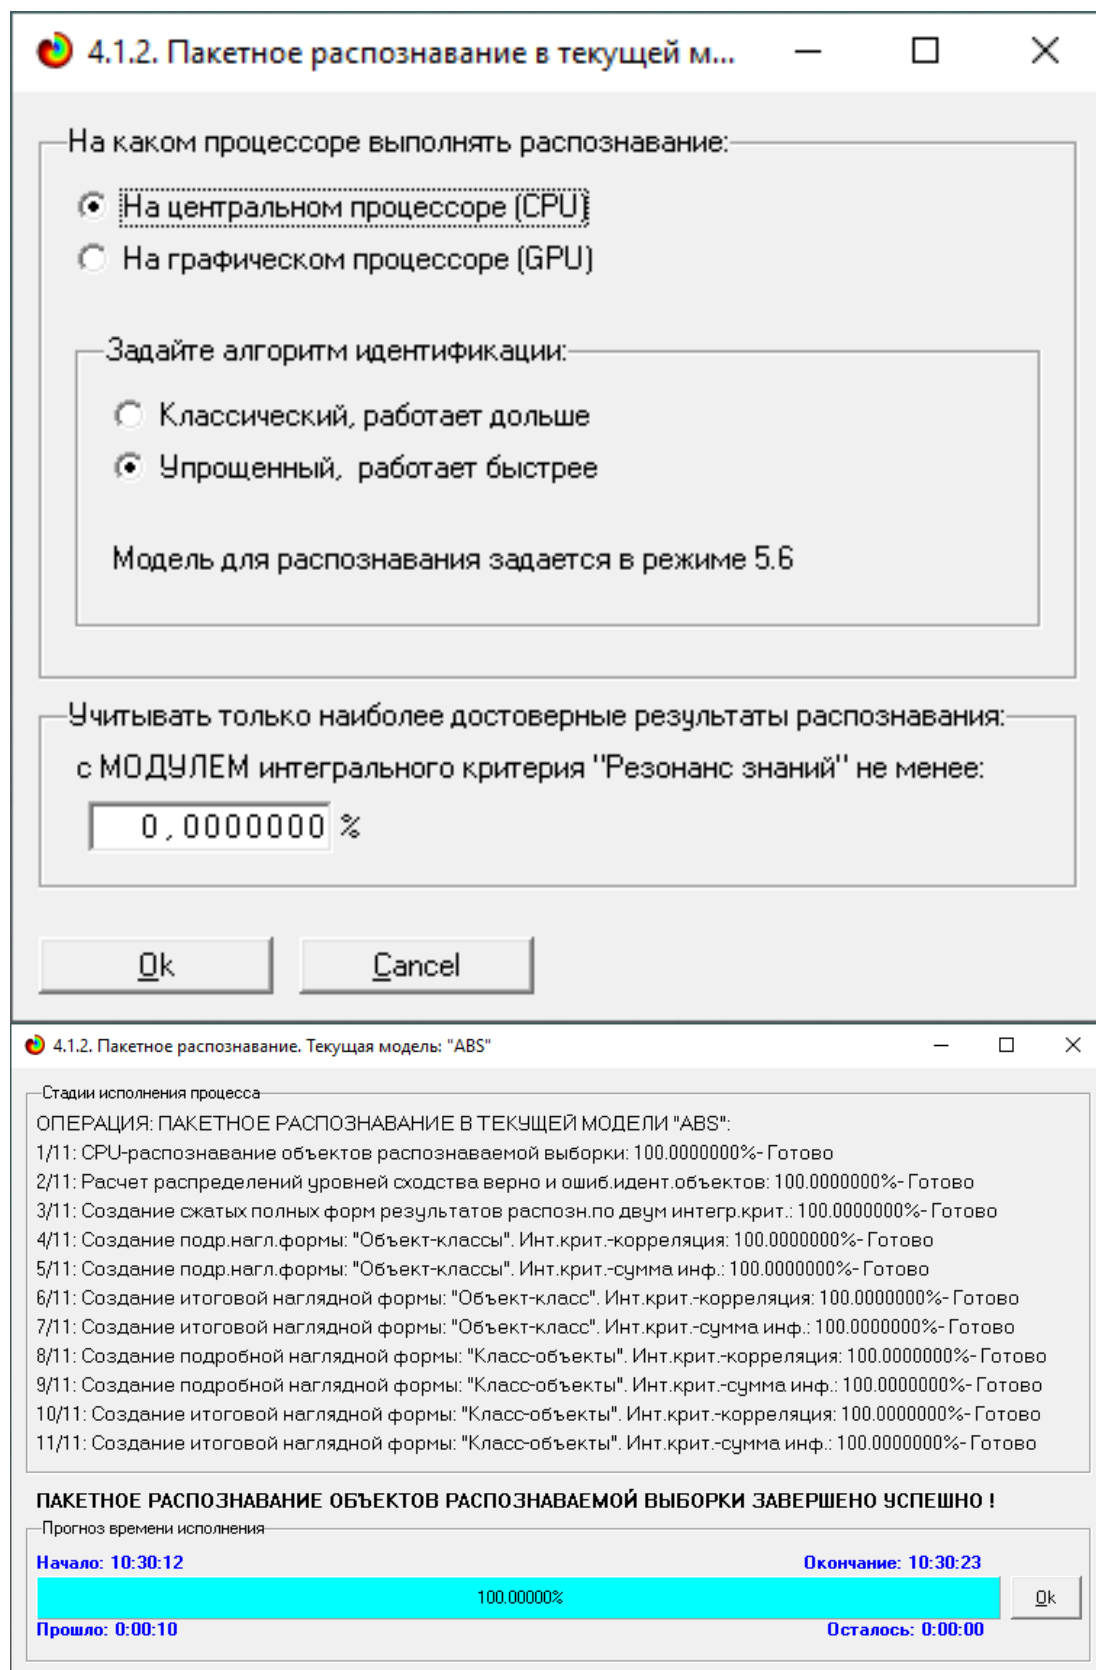 4.1.2. Пакетное распознавание в текущей м...
На каком процессоре выполнять распознавание:
На центральном процессоре (CPU)
На графическом процессоре (GPU)
Задайте алгоритм идентификации:
Классический, работает дольше
Упрощенный, работает быстрее
Модель для распознавания задается в режиме 5.6
Учитывать только наиболее достоверные результаты распознавания:
с МОДУЛЕМ интегрального критерия "Резонанс знаний" не менее:
0,0000000 %
Ok Cancel
4.1.2. Пакетное распознавание. Текущая модель: "ABS"
Стадии исполнения процесса
ОПЕРАЦИЯ: ПАКЕТНОЕ РАСПОЗНАВАНИЕ В ТЕКУЩЕЙ МОДЕЛИ "ABS":
1/11: CPU-распознавание объектов распознаваемой выборки: 100.0000000%- Готово
2/11: Расчет распределений уровней сходства верно и ошиб.идент.объектов: 100.0000000%- Готово
3/11: Создание сжатых полных форм результатов распозн.по двум интегр.крит.: 100.0000000%- Готово
4/11: Создание подр.нагл.формы: "Объект-классы". Инт.крит.-корреляция: 100.0000000%- Готово
5/11: Создание подр.нагл.формы: "Объект-классы". Инт.крит.-сумма инф.: 100.0000000%- Готово
6/11: Создание итоговой наглядной формы: "Объект-класс". Инт.крит.-корреляция: 100.0000000%- Готово
7/11: Создание итоговой наглядной формы: "Объект-класс". Инт.крит.-сумма инф.: 100.0000000%- Готово
8/11: Создание подробной наглядной формы: "Класс-объекты". Инт.крит.-корреляция: 100.0000000%- Готово
9/11: Создание подробной наглядной формы: "Класс-объекты". Инт.крит.-сумма инф.: 100.0000000%- Готово
10/11: Создание итоговой наглядной формы: "Класс-объекты". Инт.крит.-корреляция: 100.0000000%- Готово
11/11: Создание итоговой наглядной формы: "Класс-объекты". Инт.крит.-сумма инф.: 100.0000000%- Готово
ПАКЕТНОЕ РАСПОЗНАВАНИЕ ОБЪЕКТОВ РАСПОЗНАВАЕМОЙ ВЫБОРКИ ЗАВЕРШЕНО УСПЕШНО !
Прогноз времени исполнения
Начало: 10:30:12 Окончание: 10:30:23
100.00000% Ok
Прошло: 0:00:10 Осталось: 0:00:00